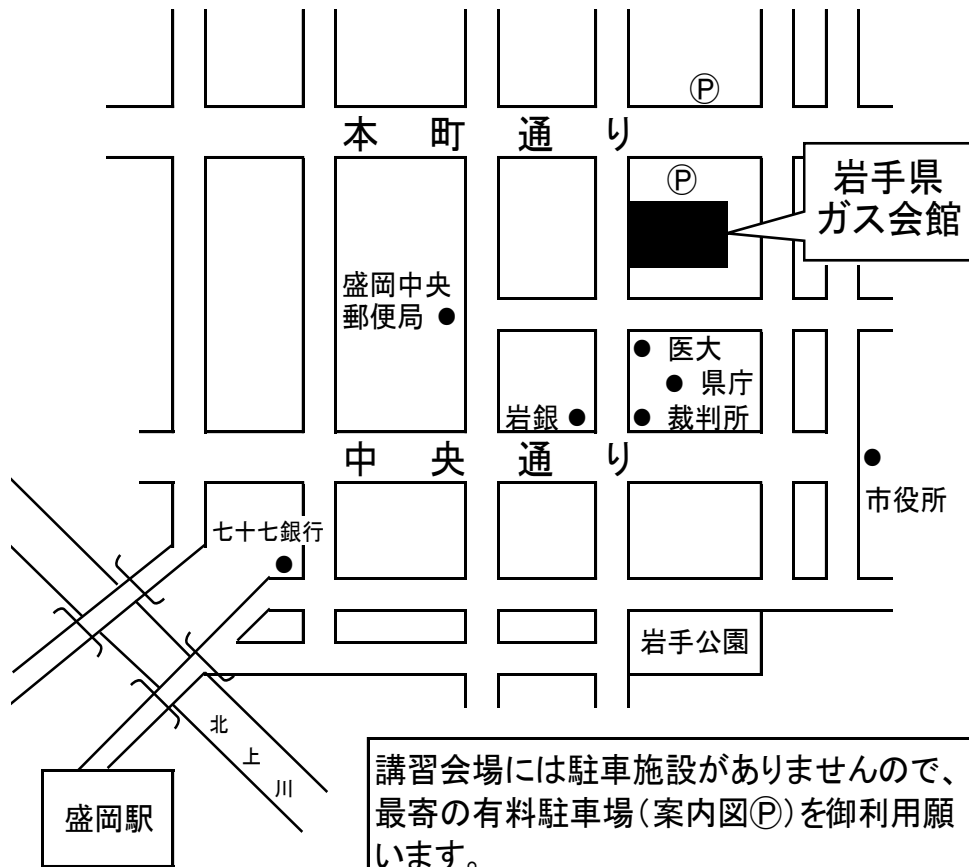 Ⓟ
本町通り
Ⓟ
岩手県
ガス会館
盛岡中央
郵便局
医大
県庁
岩銀
裁判所
中央通り
市役所
七十七銀行
岩手公園
北上川
盛岡駅
講習会場には駐車施設がありませんので、
最寄の有料駐車場(案内図Ⓟ)を御利用願
います。